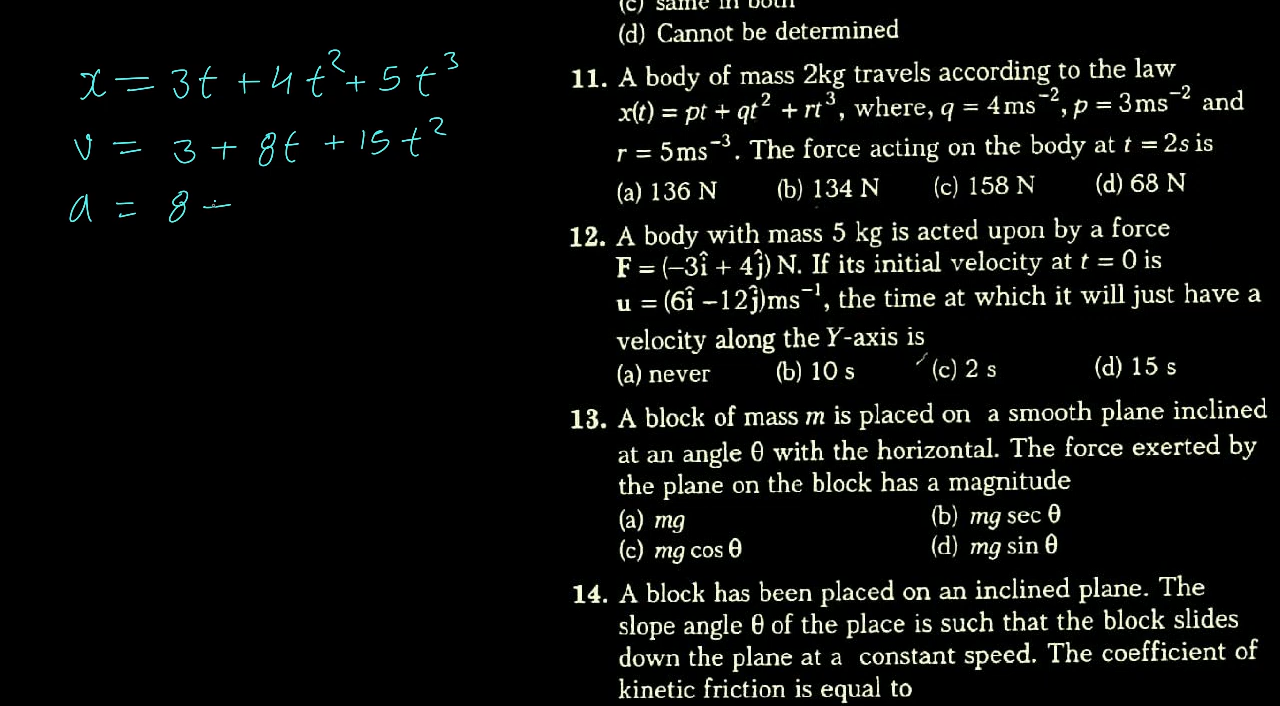 x = 3t + 4t² + 5t³
v = 3 + 8t + 15t²
a = 8 -
(c) same in both
(d) Cannot be determined
11. A body of mass 2kg travels according to the law
x(t) = pt + qt² + rt³, where, q = 4ms⁻², p = 3ms⁻² and
r = 5ms⁻³. The force acting on the body at t = 2s is
(a) 136 N (b) 134 N (c) 158 N (d) 68 N
12. A body with mass 5 kg is acted upon by a force
F = (–3î + 4ĵ) N. If its initial velocity at t = 0 is
u = (6î –12ĵ)ms⁻¹, the time at which it will just have a
velocity along the Y-axis is
(a) never (b) 10 s (c) 2 s (d) 15 s
13. A block of mass m is placed on a smooth plane inclined
at an angle θ with the horizontal. The force exerted by
the plane on the block has a magnitude
(a) mg (b) mg sec θ
(c) mg cos θ (d) mg sin θ
14. A block has been placed on an inclined plane. The
slope angle θ of the place is such that the block slides
down the plane at a constant speed. The coefficient of
kinetic friction is equal to